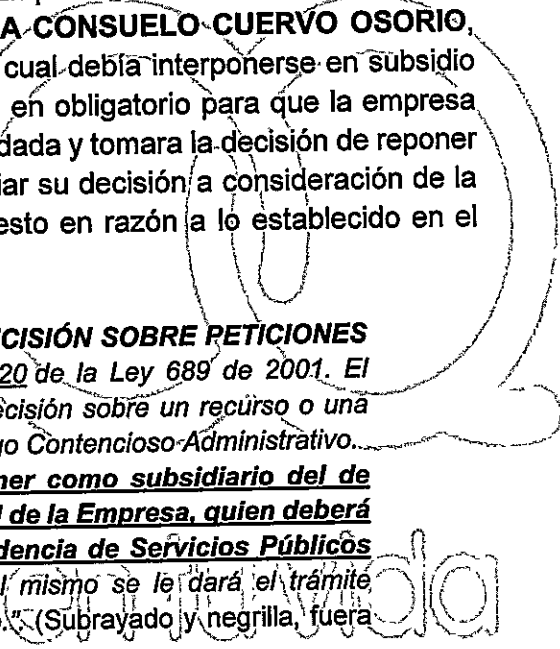 A CONSUELO CUERVO OSORIO,
cual debía interponerse en subsidio
en obligatorio para que la empresa
dada y tomara la decisión de reponer
iar su decisión a consideración de la
esto en razón a lo establecido en el
CISIÓN SOBRE PETICIONES
20 de la Ley 689 de 2001. El
ecisión sobre un recurso o una
go Contencioso Administrativo.
ner como subsidiario del de
l de la Empresa, quien deberá
dencia de Servicios Públicos
l mismo se le dará el trámite
o." (Subrayado y negrilla, fuera